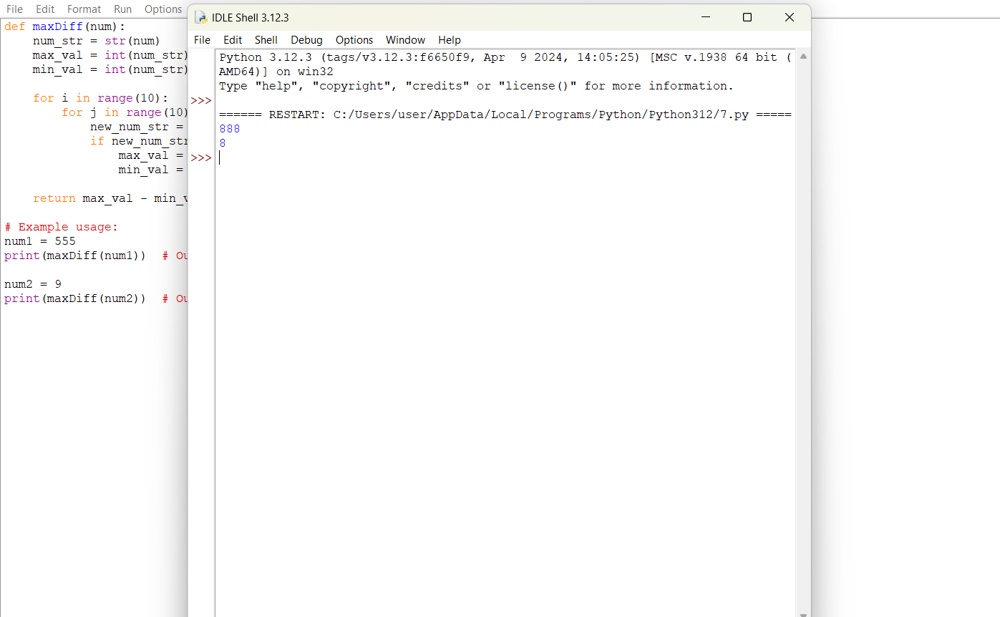 File Edit Format Run Options
def maxDiff(num):
    num_str = str(num)
    max_val = int(num_str)
    min_val = int(num_str)
    for i in range(10):
        for j in range(10)
            new_num_str =
            if new_num_str
                max_val =
                min_val =
    return max_val - min_v
# Example usage:
num1 = 555
print(maxDiff(num1))  # Ou
num2 = 9
print(maxDiff(num2))  # Ou
IDLE Shell 3.12.3
File Edit Shell Debug Options Window Help
Python 3.12.3 (tags/v3.12.3:f6650f9, Apr  9 2024, 14:05:25) [MSC v.1938 64 bit (
AMD64)] on win32
Type "help", "copyright", "credits" or "license()" for more information.
>>>
====== RESTART: C:/Users/user/AppData/Local/Programs/Python/Python312/7.py =====
888
8
>>>